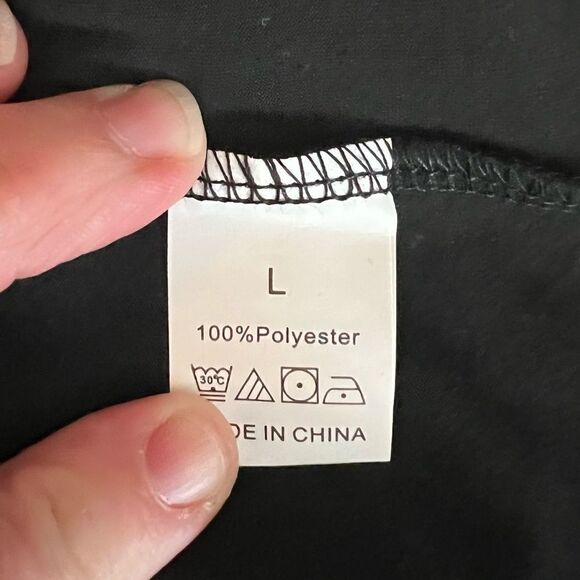 L
100%Polyester
30°C
DE IN CHINA